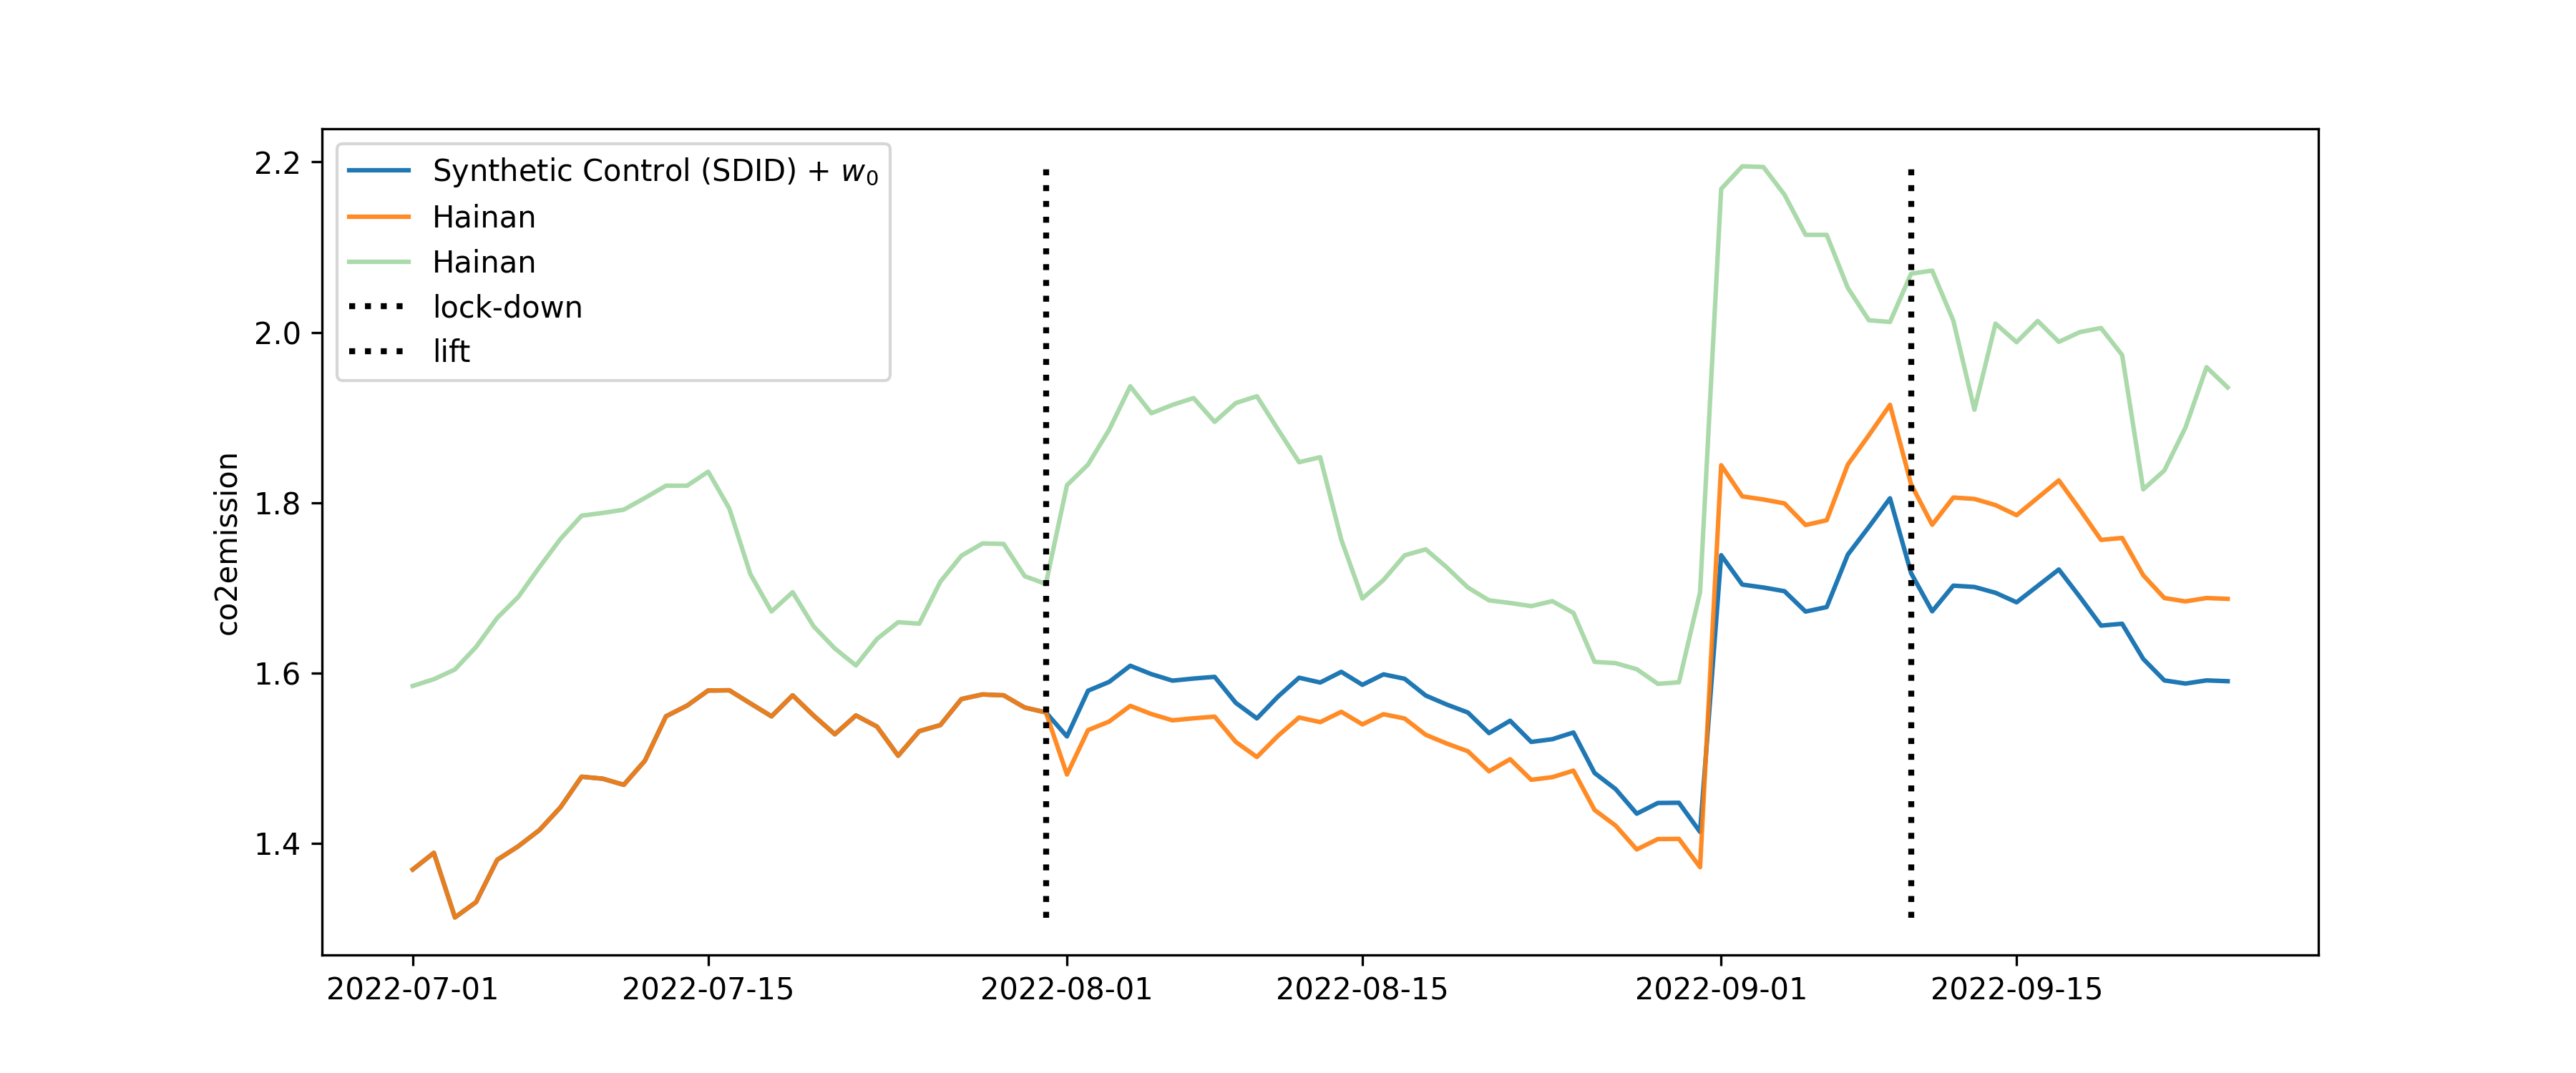 Synthetic Control (SDID) + w₀
Hainan
Hainan
lock-down
lift
co2emission
2.2
2.0
1.8
1.6
1.4
2022-07-01 2022-07-15 2022-08-01 2022-08-15 2022-09-01 2022-09-15